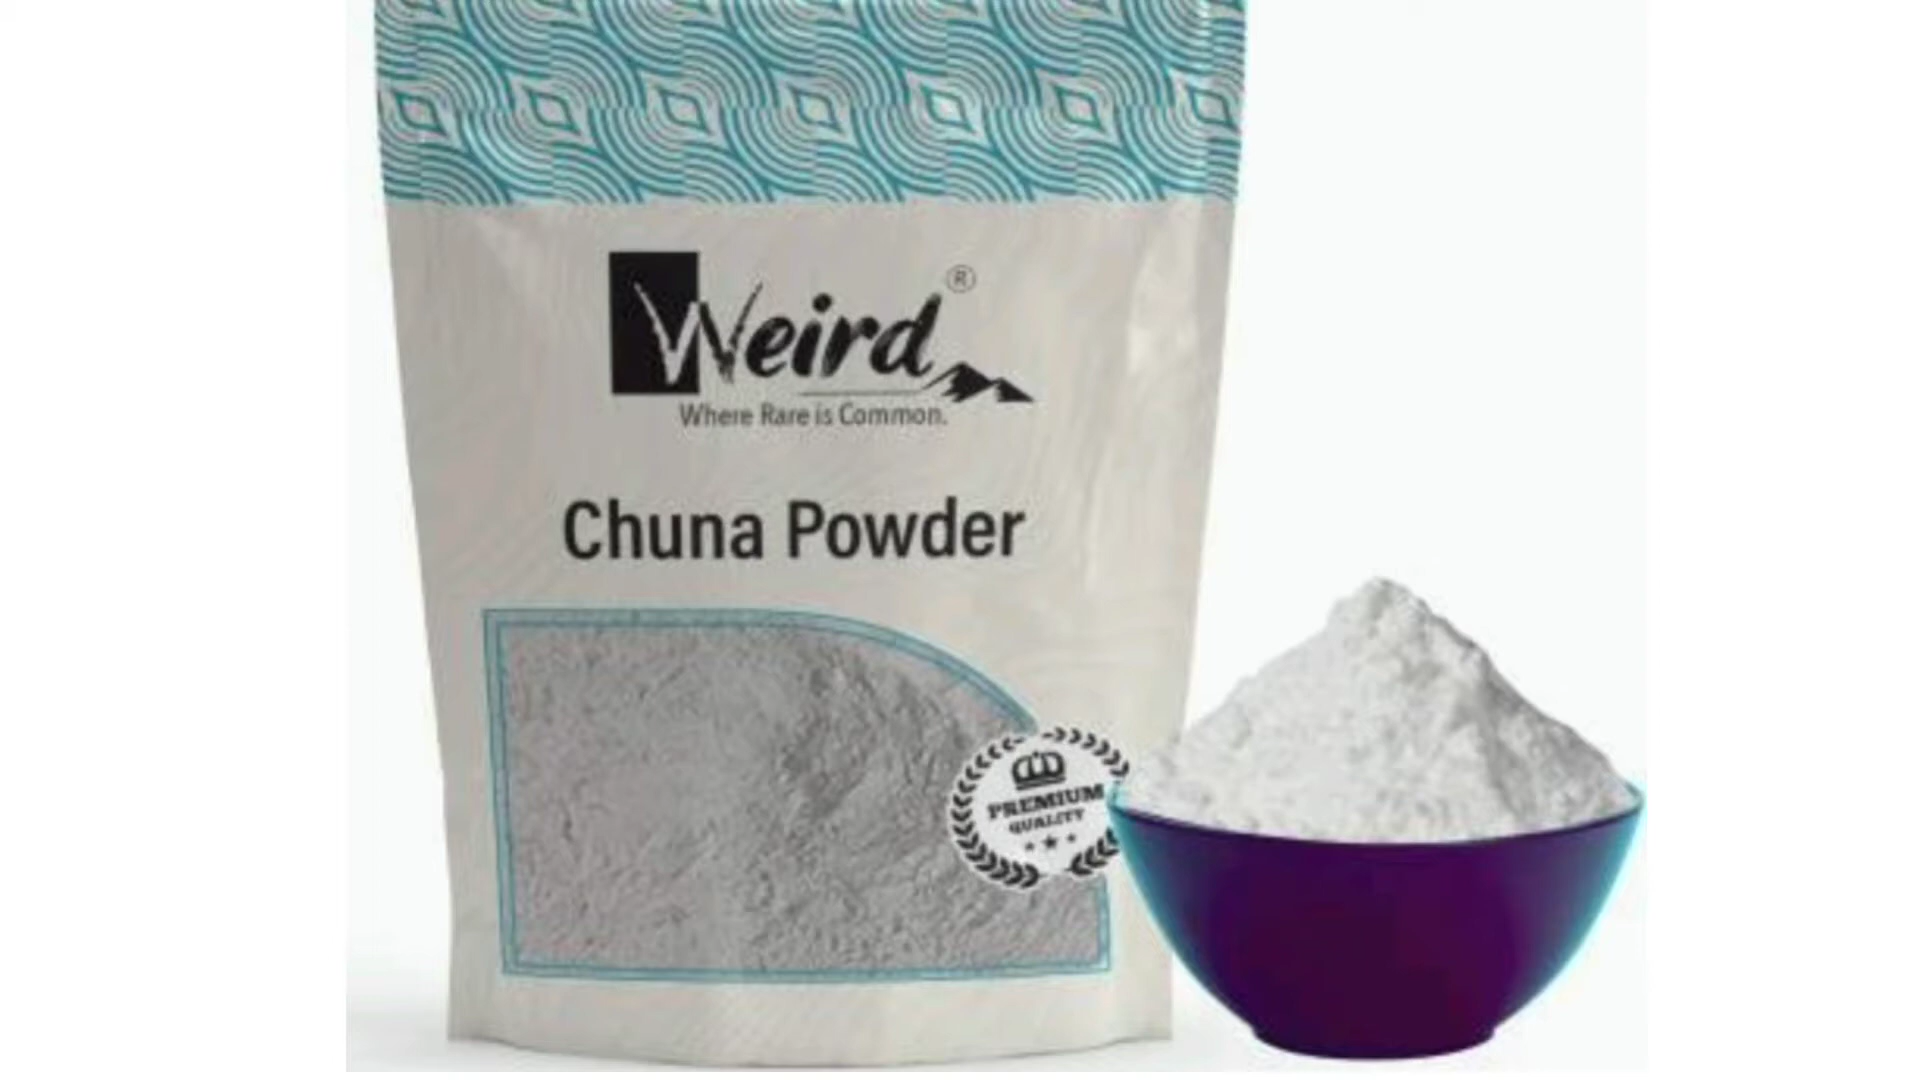 Weird®
Where Rare is Common.
Chuna Powder
PREMIUM
QUALITY